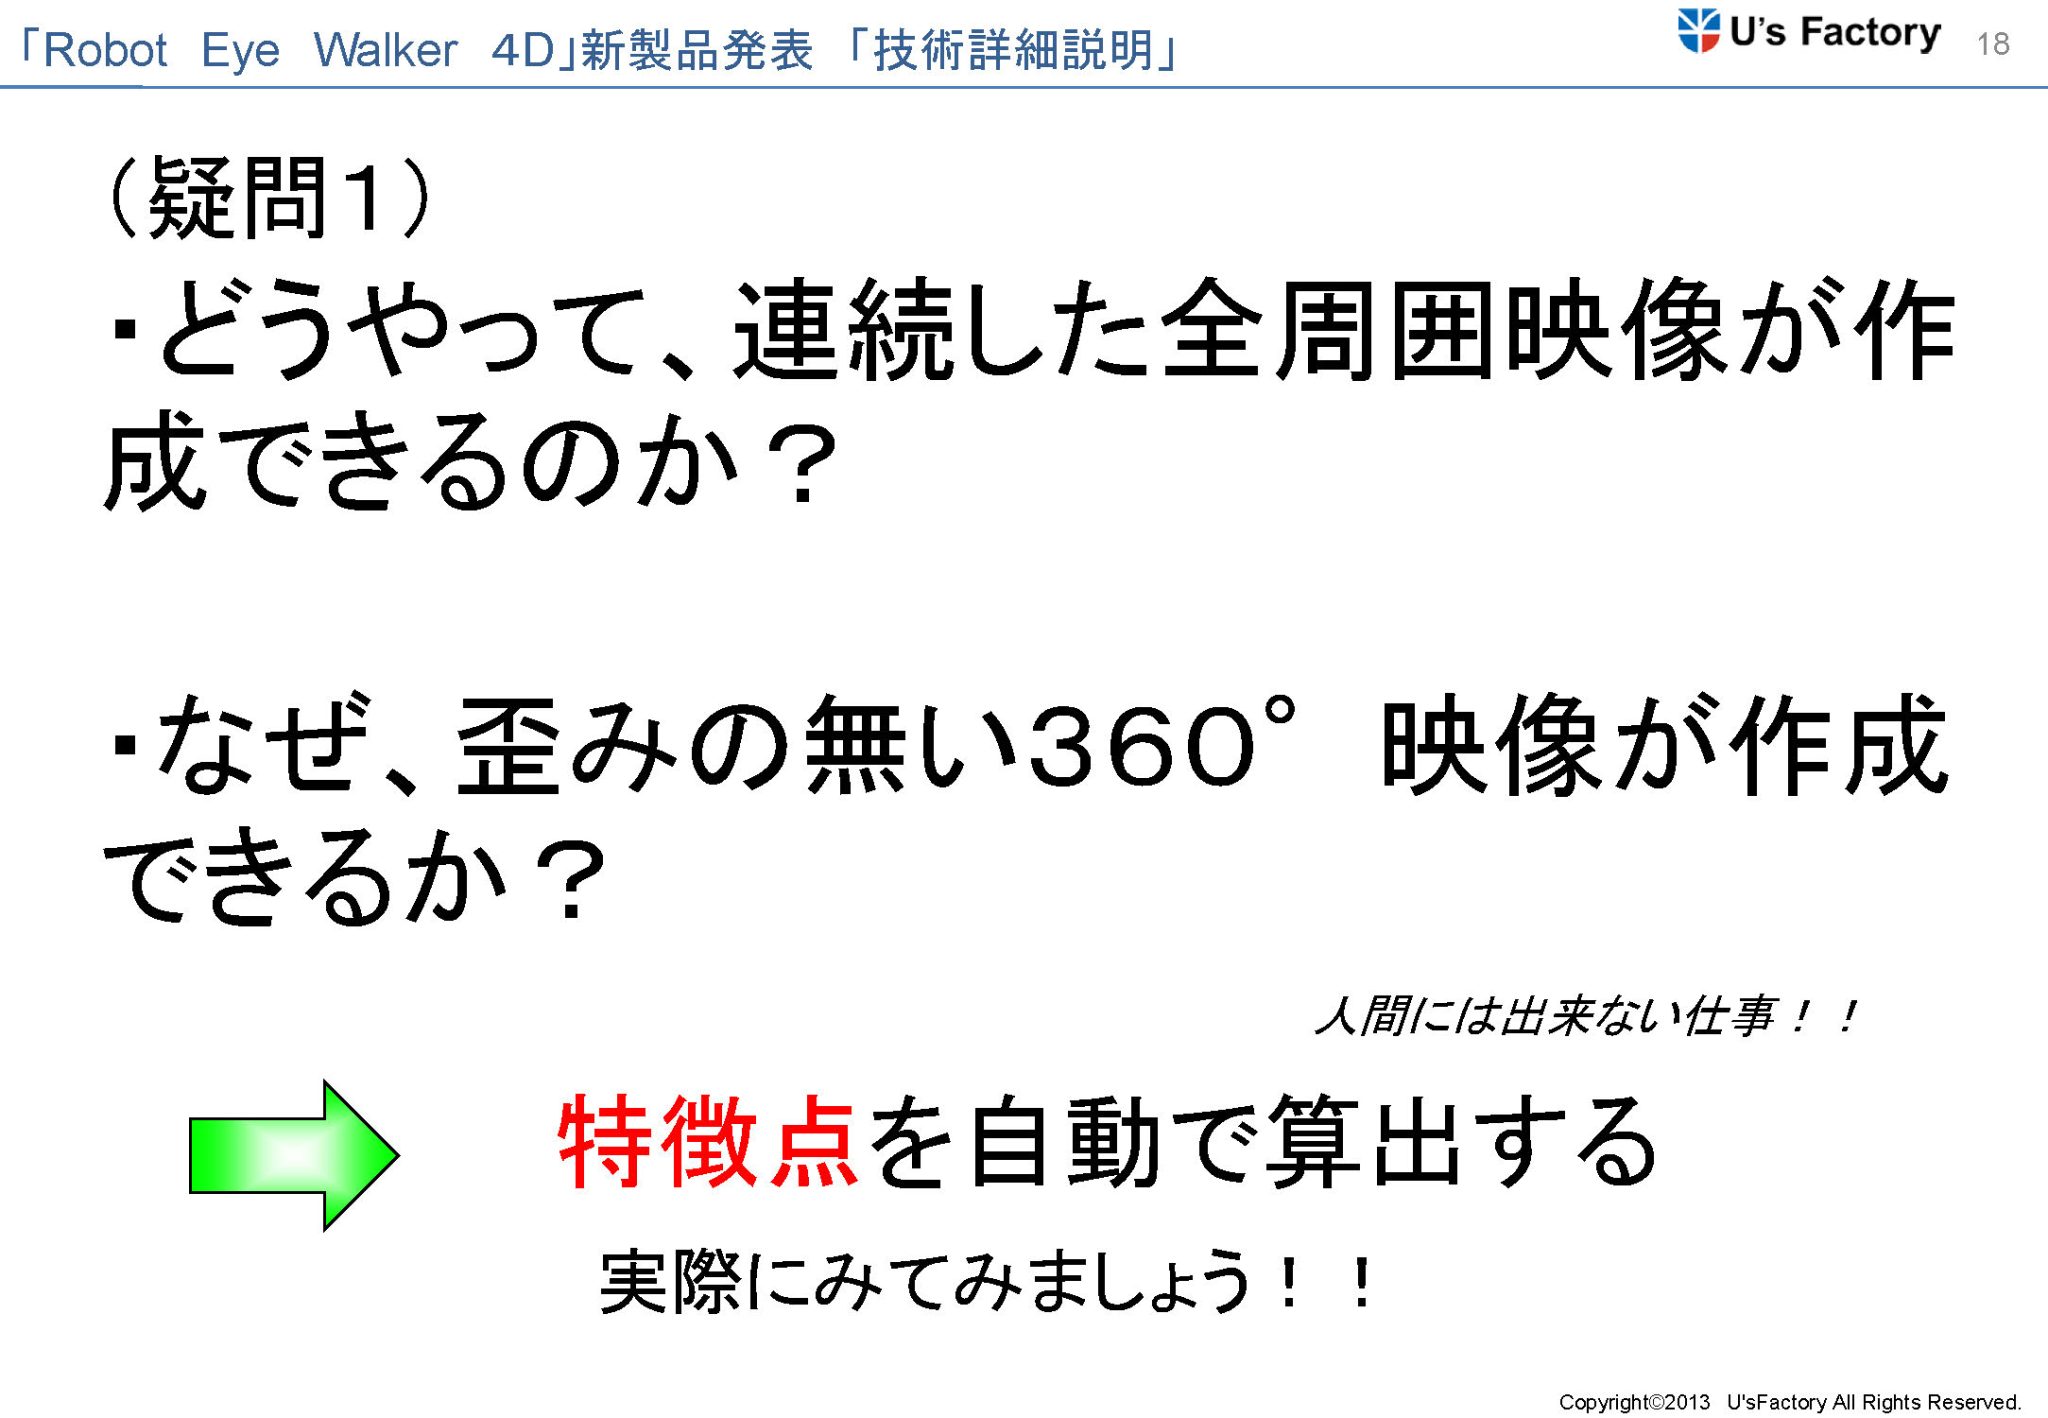 「Robot　Eye　Walker　４D」新製品発表　「技術詳細説明」
U's Factory
18
（疑問１）
・どうやって、連続した全周囲映像が作
成できるのか？
・なぜ、歪みの無い３６０°　映像が作成
できるか？
人間には出来ない仕事！！
特徴点を自動で算出する
実際にみてみましょう！！
Copyright©2013　U'sFactory All Rights Reserved.